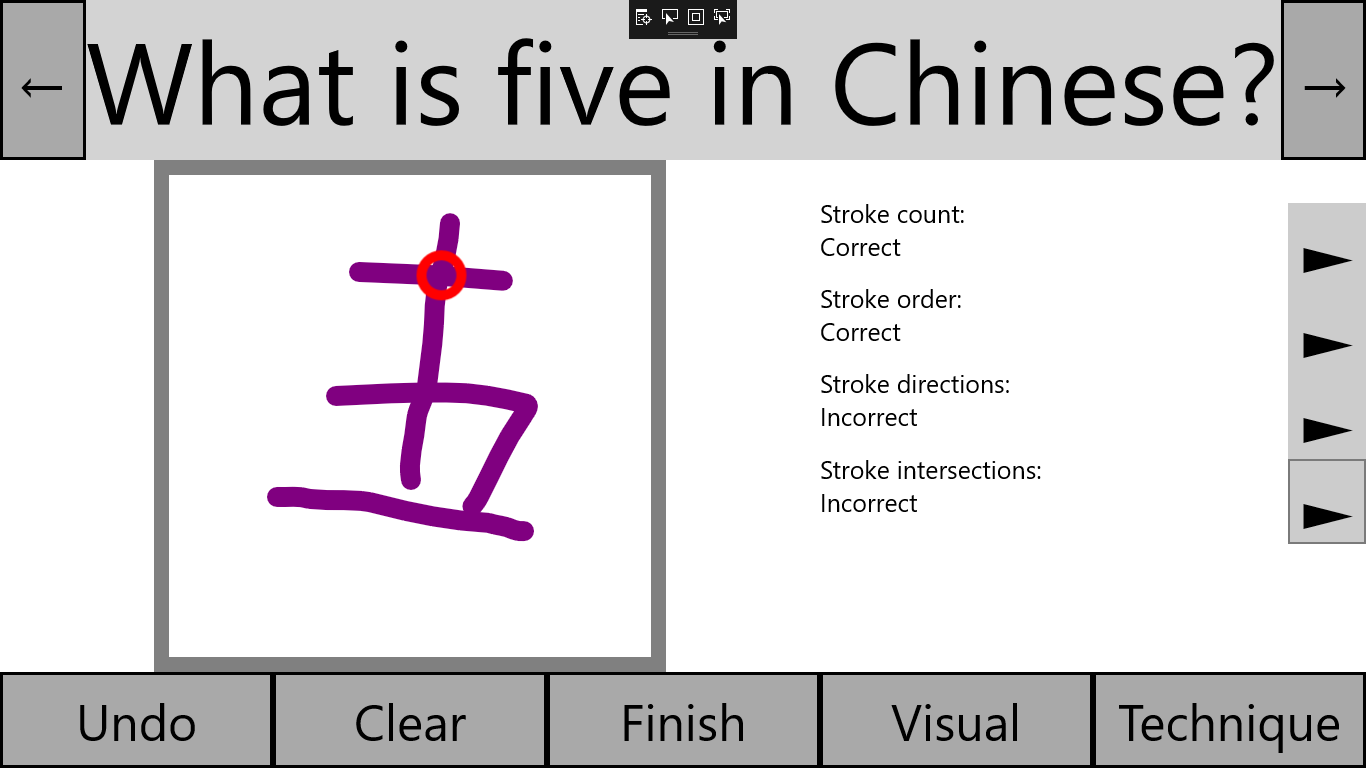 ← What is five in Chinese? →
Stroke count:
Correct
Stroke order:
Correct
Stroke directions:
Incorrect
Stroke intersections:
Incorrect
Undo Clear Finish Visual Technique